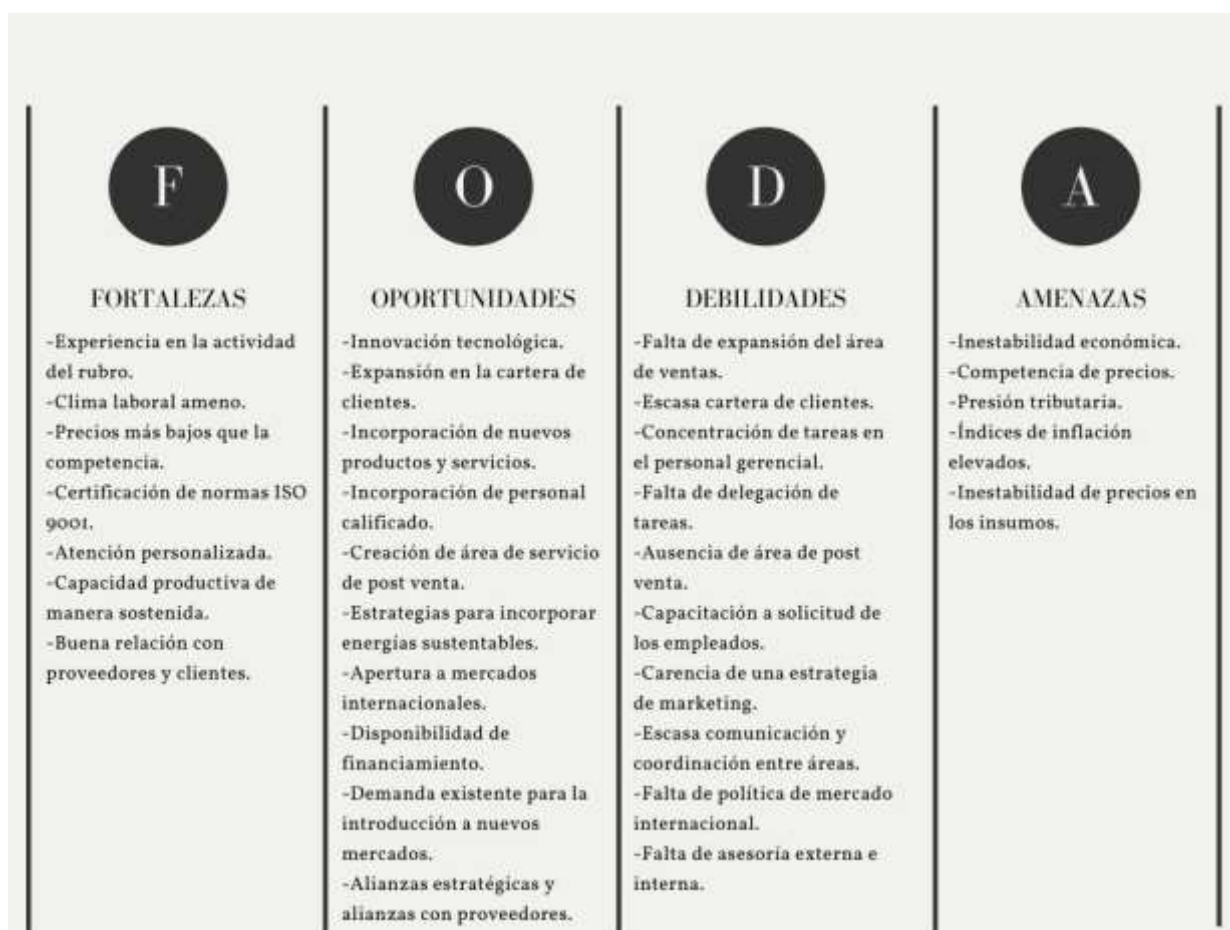 F
FORTALEZAS
-Experiencia en la actividad
del rubro.
-Clima laboral ameno.
-Precios más bajos que la
competencia.
-Certificación de normas ISO
9001.
-Atención personalizada.
-Capacidad productiva de
manera sostenida.
-Buena relación con
proveedores y clientes.
O
OPORTUNIDADES
-Innovación tecnológica.
-Expansión en la cartera de
clientes.
-Incorporación de nuevos
productos y servicios.
-Incorporación de personal
calificado.
-Creación de área de servicio
de post venta.
-Estrategias para incorporar
energías sustentables.
-Apertura a mercados
internacionales.
-Disponibilidad de
financiamiento.
-Demanda existente para la
introducción a nuevos
mercados.
-Alianzas estratégicas y
alianzas con proveedores.
D
DEBILIDADES
-Falta de expansión del área
de ventas.
-Escasa cartera de clientes.
-Concentración de tareas en
el personal gerencial.
-Falta de delegación de
tareas.
-Ausencia de área de post
venta.
-Capacitación a solicitud de
los empleados.
-Carencia de una estrategia
de marketing.
-Escasa comunicación y
coordinación entre áreas.
-Falta de política de mercado
internacional.
-Falta de asesoría externa e
interna.
A
AMENAZAS
-Inestabilidad económica.
-Competencia de precios.
-Presión tributaria.
-Índices de inflación
elevados.
-Inestabilidad de precios en
los insumos.